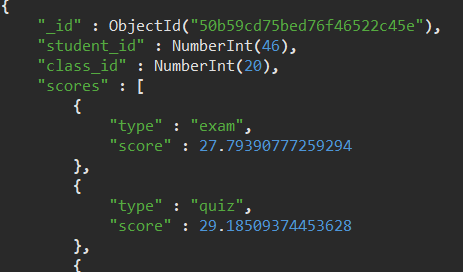 {
"_id" : ObjectId("50b59cd75bed76f46522c45e"),
"student_id" : NumberInt(46),
"class_id" : NumberInt(20),
"scores" : [
{
"type" : "exam",
"score" : 27.79390777259294
},
{
"type" : "quiz",
"score" : 29.18509374453628
},
{